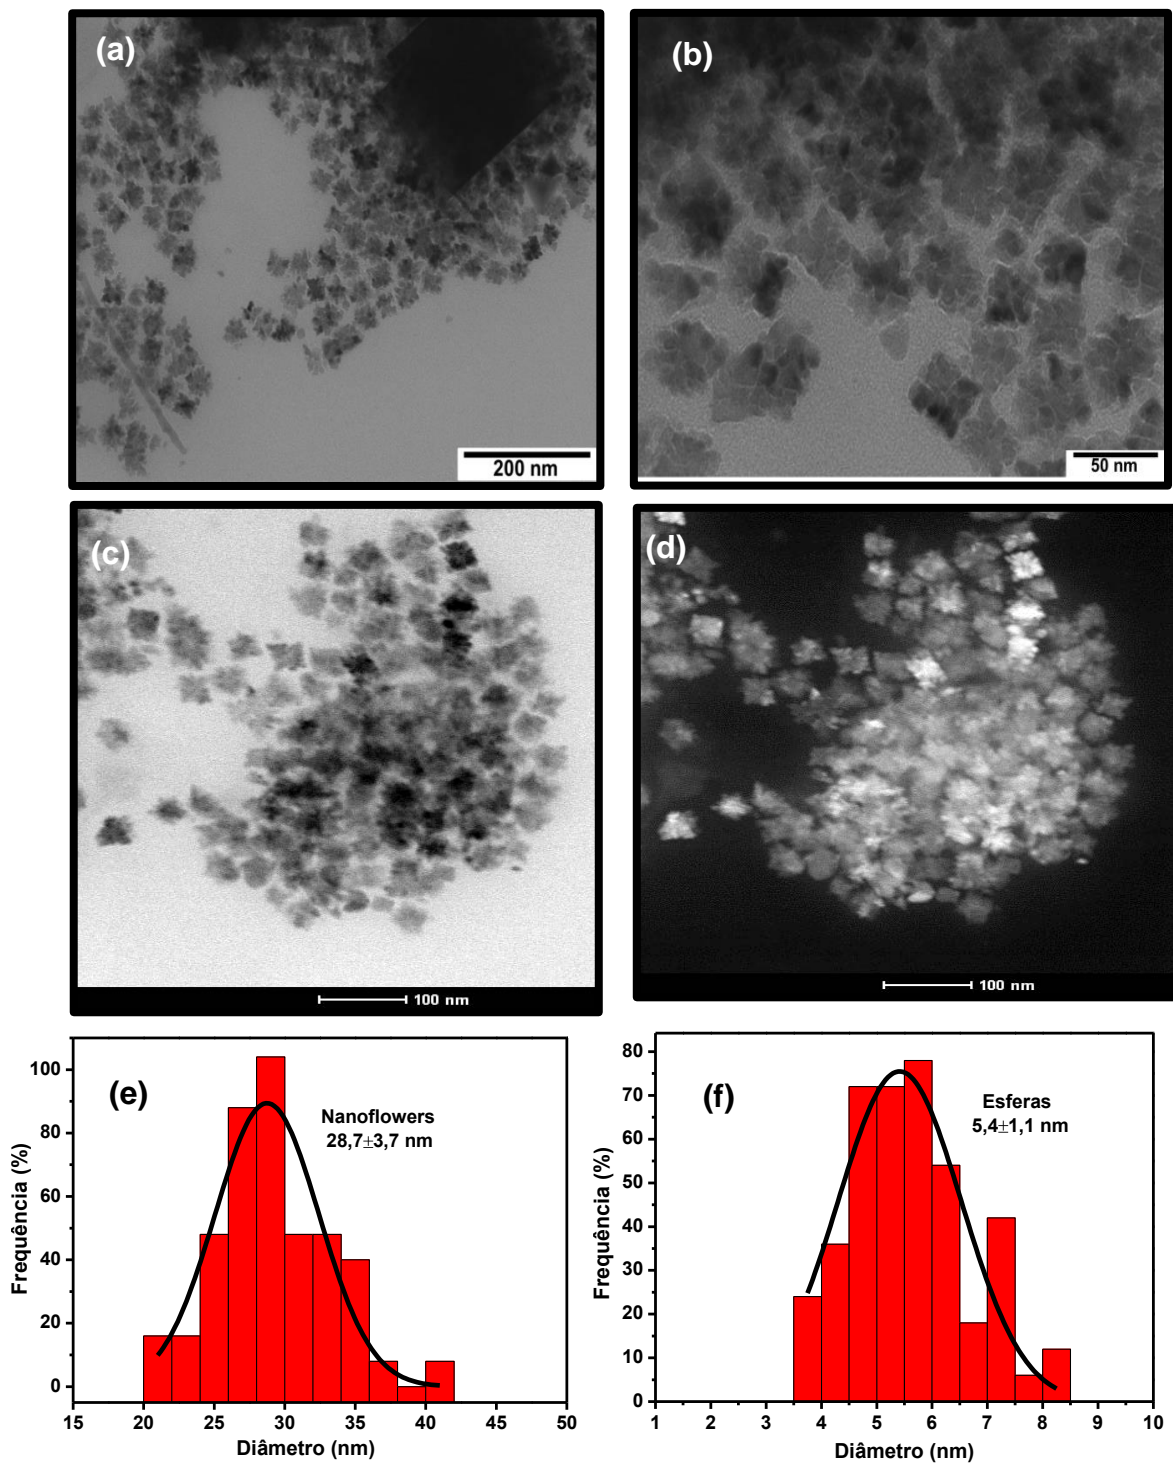 (a)
200 nm
(b)
50 nm
(c)
100 nm
(d)
100 nm
(e)
Nanoflowers
28,7±3,7 nm
Frequência (%)
100
80
60
40
20
0
15 20 25 30 35 40 45 50
Diâmetro (nm)
(f)
Esferas
5,4±1,1 nm
Frequência (%)
80
70
60
50
40
30
20
10
0
1 2 3 4 5 6 7 8 9 10
Diâmetro (nm)